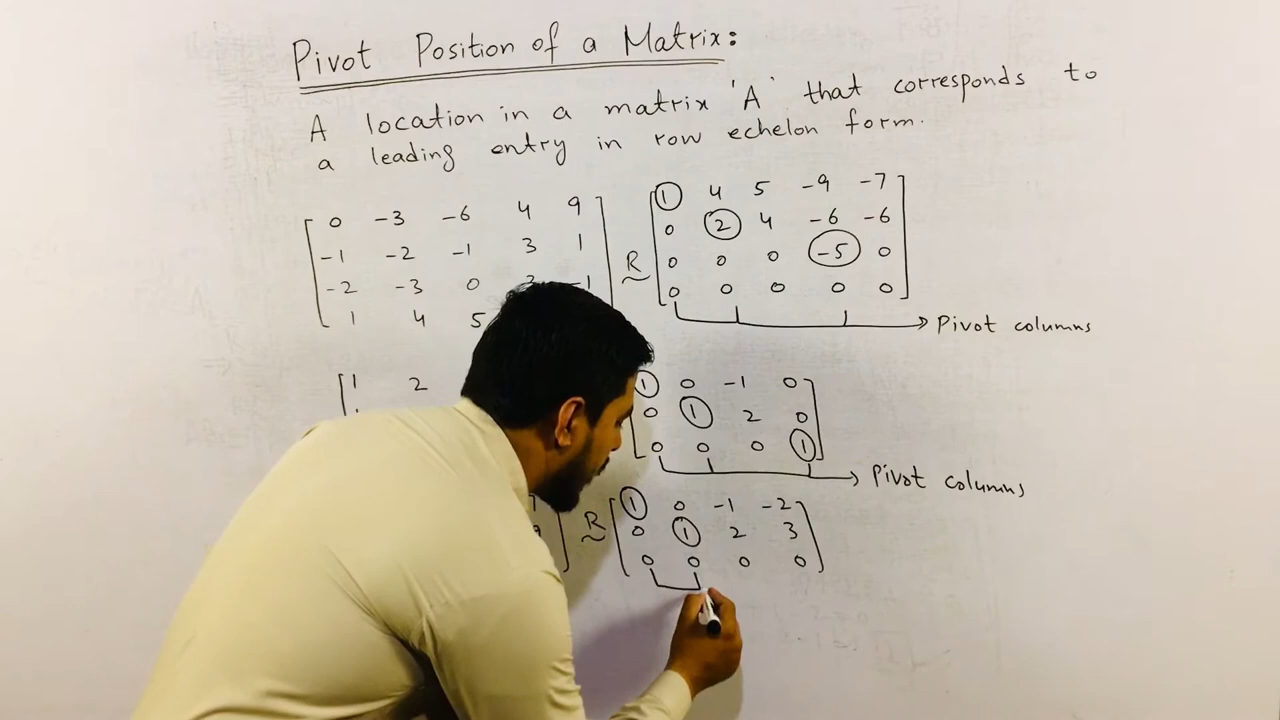 Pivot Position of a Matrix:
A location in a matrix 'A' that corresponds to
a leading entry in row echelon form.
0 -3 -6 4 9
-1 -2 -1 3 1
-2 -3 0 -1
1 4 5
R ~
1 4 5 -9 -7
0 2 4 -6 -6
0 0 0 -5 0
0 0 0 0 0
Pivot columns
1 2
1 0 -1 0
0 1 2 0
0 0 0 1
Pivot columns
R ~
1 0 -1 -2
0 1 2 3
0 0 0 0